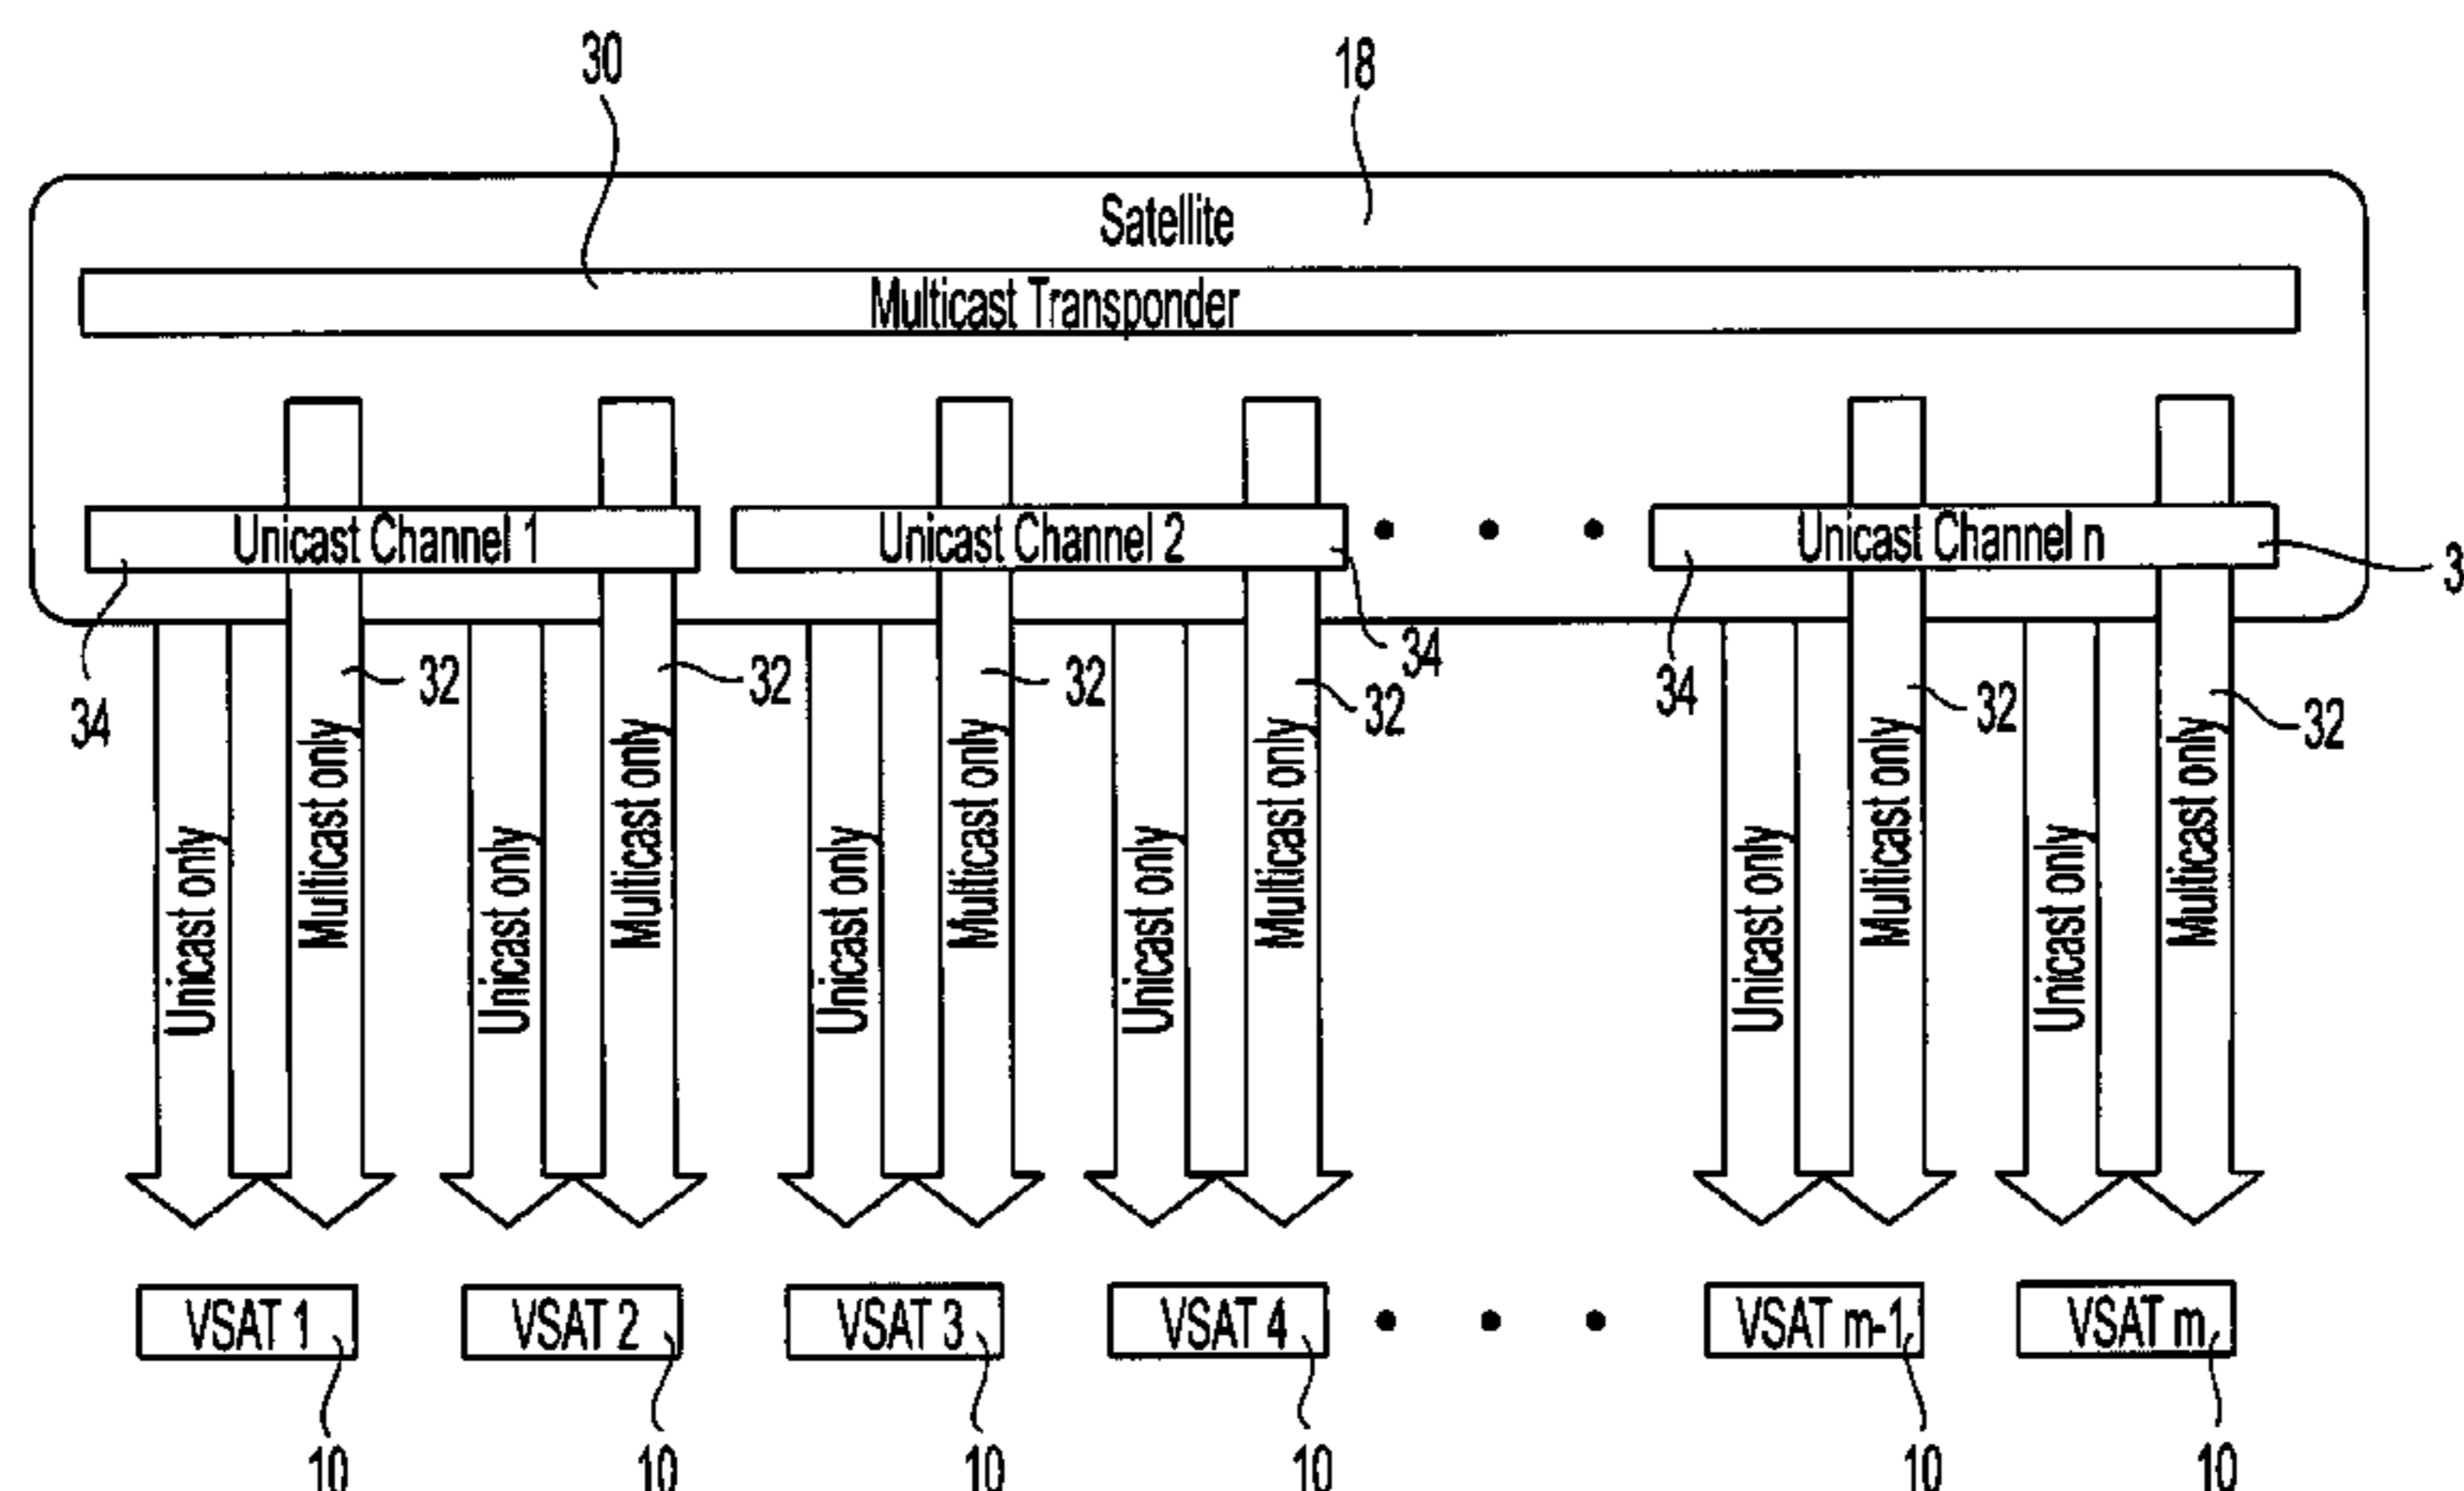 30
18
Satellite
Multicast Transponder
Unicast Channel 1
Unicast Channel 2
Unicast Channel n
3
34
32
32
32
34
32
34
32
32
Unicast only
Multicast only
Unicast only
Multicast only
Unicast only
Multicast only
Unicast only
Multicast only
Unicast only
Multicast only
Unicast only
Multicast only
VSAT 1
VSAT 2
VSAT 3
VSAT 4
VSAT m-1
VSAT m
10
10
10
10
10
10